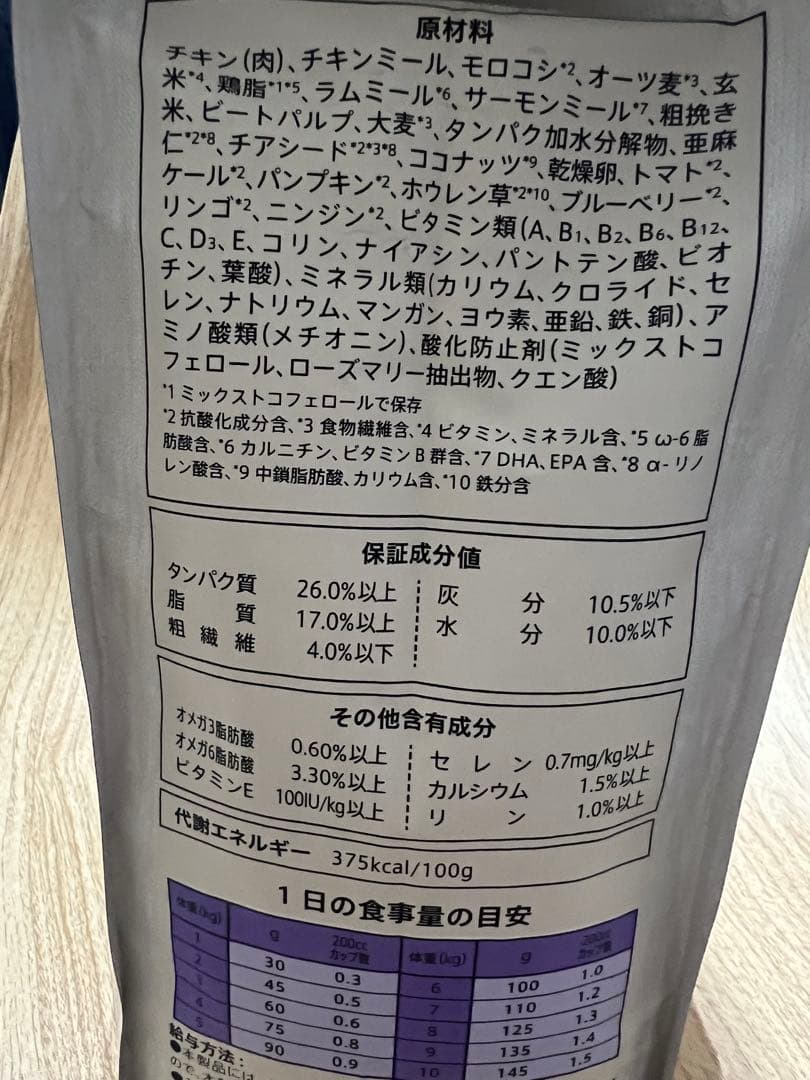 原材料
チキン(肉)、チキンミール、モロコシ*2、オーツ麦*3、玄
米*4、鶏脂*1*5、ラムミール*6、サーモンミール*7、粗挽き
米、ビートパルプ、大麦*3、タンパク加水分解物、亜麻
仁*2*8、チアシード*2*3*8、ココナッツ*9、乾燥卵、トマト*2、
ケール*2、パンプキン*2、ホウレン草*2*10、ブルーベリー*2、
リンゴ*2、ニンジン*2、ビタミン類(A、B1、B2、B6、B12、
C、D3、E、コリン、ナイアシン、パントテン酸、ビオ
チン、葉酸)、ミネラル類(カリウム、クロライド、セ
レン、ナトリウム、マンガン、ヨウ素、亜鉛、鉄、銅)、ア
ミノ酸類(メチオニン)、酸化防止剤(ミックストコ
フェロール、ローズマリー抽出物、クエン酸)
*1 ミックストコフェロールで保存
*2 抗酸化成分含、*3 食物繊維含、*4 ビタミン、ミネラル含、*5 ω-6 脂
肪酸含、*6 カルニチン、ビタミンB 群含、*7 DHA、EPA 含、*8 α-リノ
レン酸含、*9 中鎖脂肪酸、カリウム含、*10 鉄分含
保証成分値
タンパク質 26.0%以上 灰分 10.5%以下
脂質 17.0%以上 水分 10.0%以下
粗繊維 4.0%以下
その他含有成分
オメガ3脂肪酸 0.60%以上 セレン 0.7mg/kg以上
オメガ6脂肪酸 3.30%以上 カルシウム 1.5%以上
ビタミンE 100IU/kg以上 リン 1.0%以上
代謝エネルギー 375kcal/100g
1日の食事量の目安
体重(kg) g 200cc カップ数 体重(kg) g 200cc カップ数
1 30 0.3 6 100 1.0
2 45 0.5 7 110 1.2
3 60 0.6 8 125 1.3
4 75 0.8 9 135 1.4
5 90 0.9 10 145 1.5
給与方法:
●本製品には
ので、